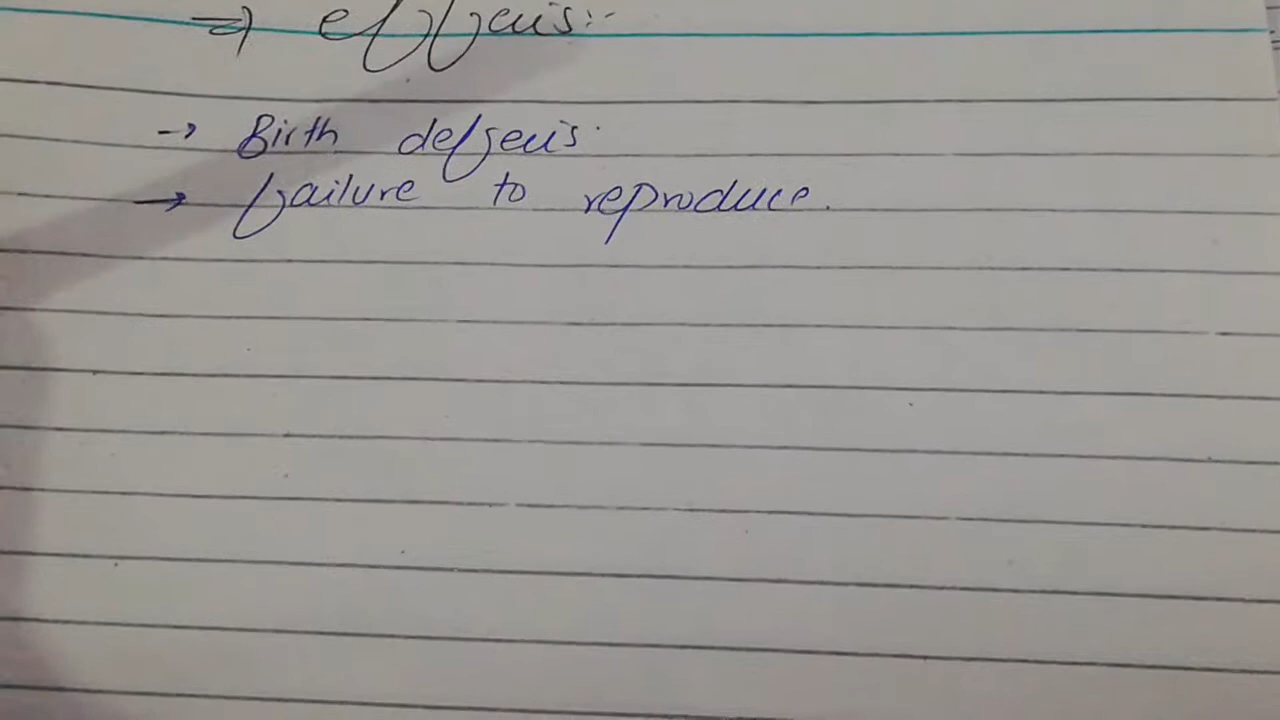 ⇒ effects:-
→ Birth defects.
→ failure to reproduce.